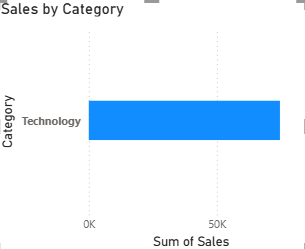 Sales by Category
Category
Technology
0K 50K
Sum of Sales